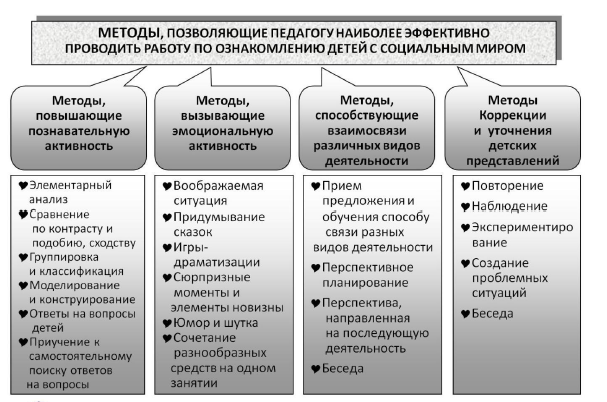 МЕТОДЫ, ПОЗВОЛЯЮЩИЕ ПЕДАГОГУ НАИБОЛЕЕ ЭФФЕКТИВНО
ПРОВОДИТЬ РАБОТУ ПО ОЗНАКОМЛЕНИЮ ДЕТЕЙ С СОЦИАЛЬНЫМ МИРОМ
Методы,
повышающие
познавательную
активность
Элементарный
анализ
Сравнение
по контрасту и
подобию, сходству
Группировка
и классификация
Моделирование
и конструирование
Ответы на вопросы
детей
Приучение к
самостоятельному
поиску ответов
на вопросы
Методы,
вызывающие
эмоциональную
активность
Воображаемая
ситуация
Придумывание
сказок
Игры-
драматизации
Сюрпризные
моменты и
элементы новизны
Юмор и шутка
Сочетание
разнообразных
средств на одном
занятии
Методы,
способствующие
взаимосвязи
различных видов
деятельности
Прием
предложения и
обучения способу
связи разных
видов деятельности
Перспективное
планирование
Перспектива,
направленная
на последующую
деятельность
Беседа
Методы
Коррекции
и уточнения
детских
представлений
Повторение
Наблюдение
Экспериментиро
вание
Создание
проблемных
ситуаций
Беседа